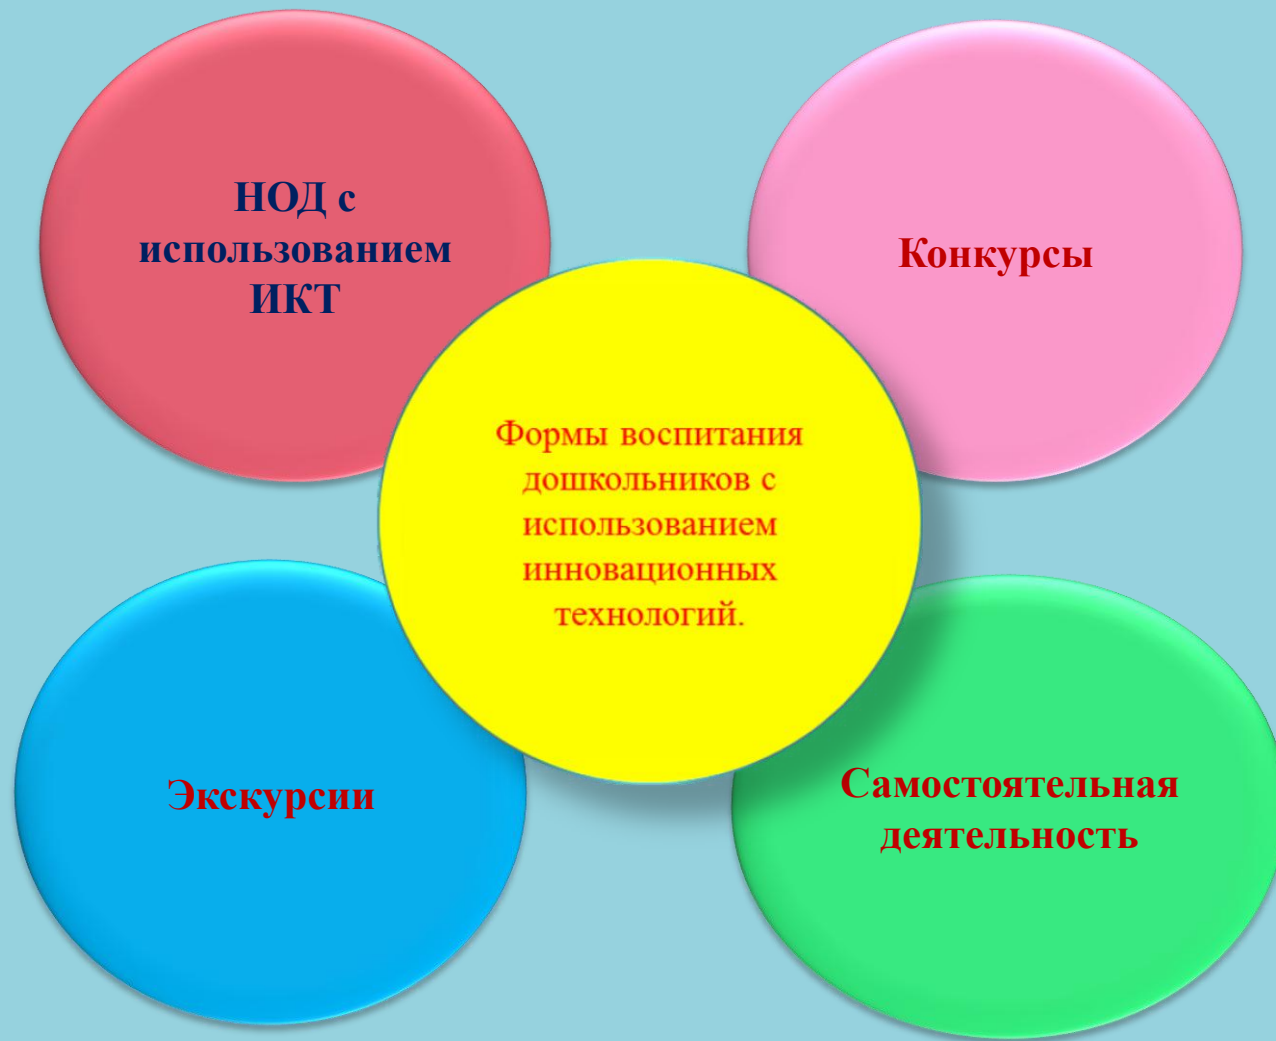 НОД с
использованием
ИКТ
Конкурсы
Формы воспитания
дошкольников с
использованием
инновационных
технологий.
Экскурсии
Самостоятельная
деятельность